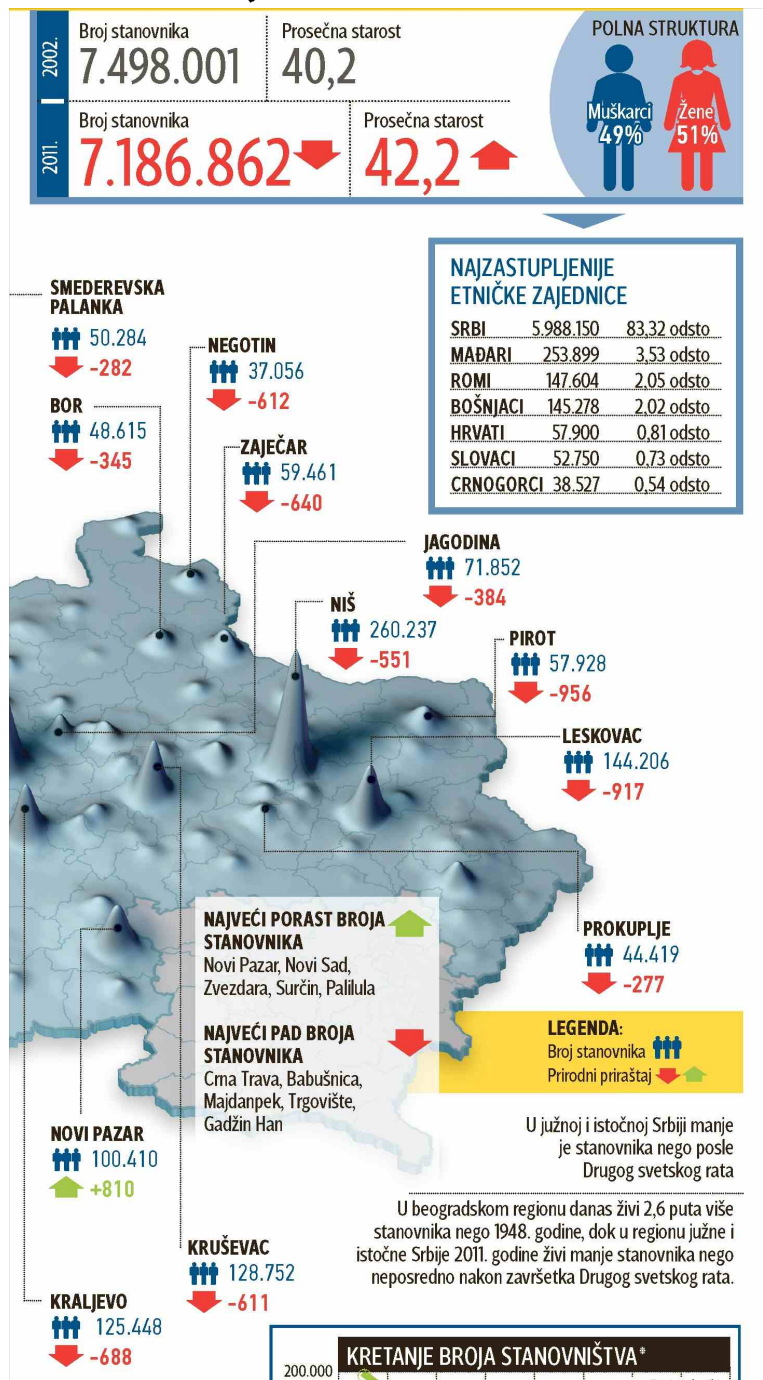 2002.
Broj stanovnika
7.498.001
Prosečna starost
40,2
2011.
Broj stanovnika
7.186.862
Prosečna starost
42,2
POLNA STRUKTURA
Muškarci
49%
Žene
51%
NAJZASTUPLJENIJE
ETNIČKE ZAJEDNICE
SRBI 5.988.150 83,32 odsto
MAĐARI 253.899 3,53 odsto
ROMI 147.604 2,05 odsto
BOŠNJACI 145.278 2,02 odsto
HRVATI 57.900 0,81 odsto
SLOVACI 52.750 0,73 odsto
CRNOGORCI 38.527 0,54 odsto
SMEDEREVSKA
PALANKA
50.284
-282
NEGOTIN
37.056
-612
BOR
48.615
-345
ZAJEČAR
59.461
-640
JAGODINA
71.852
-384
NIŠ
260.237
-551
PIROT
57.928
-956
LESKOVAC
144.206
-917
PROKUPLJE
44.419
-277
NAJVEĆI PORAST BROJA
STANOVNIKA
Novi Pazar, Novi Sad,
Zvezdara, Surčin, Palilula
NAJVEĆI PAD BROJA
STANOVNIKA
Crna Trava, Babušnica,
Majdanpek, Trgovište,
Gadžin Han
LEGENDA:
Broj stanovnika
Prirodni priraštaj
NOVI PAZAR
100.410
+810
U južnoj i istočnoj Srbiji manje
je stanovnika nego posle
Drugog svetskog rata
U beogradskom regionu danas živi 2,6 puta više
stanovnika nego 1948. godine, dok u regionu južne i
istočne Srbije 2011. godine živi manje stanovnika nego
neposredno nakon završetka Drugog svetskog rata.
KRUŠEVAC
128.752
-611
KRALJEVO
125.448
-688
KRETANJE BROJA STANOVNIŠTVA*
200.000